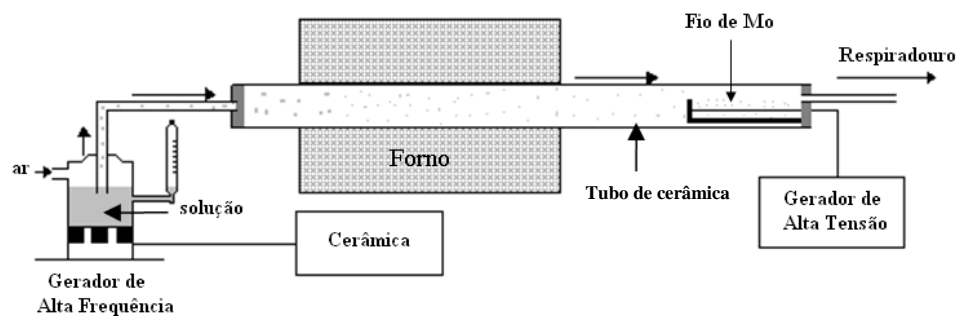 Fio de Mo
Respiradouro
ar
solução
Forno
Tubo de cerâmica
Cerâmica
Gerador de
Alta Tensão
Gerador de
Alta Frequência